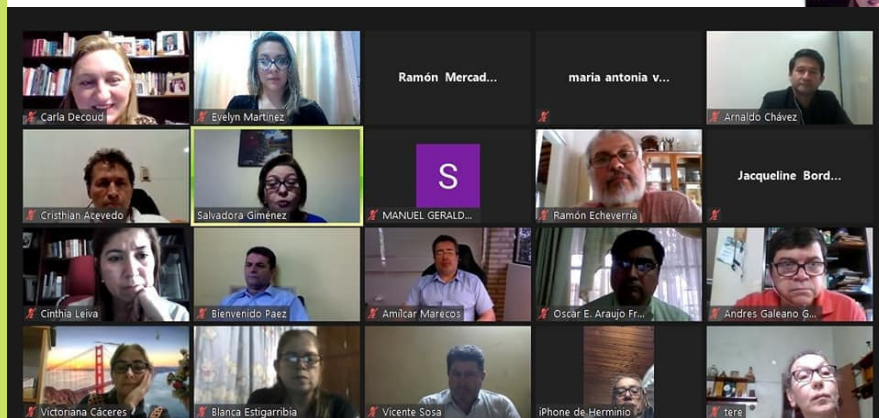 Carla Decoud
Evelyn Martinez
Ramón Mercad...
maria antonia v...
Arnaldo Chávez
Cristhian Acevedo
Salvadora Giménez
S
MANUEL GERALD...
Ramón Echeverría
Jacqueline Bord...
Cinthia Leiva
Bienvenido Paez
Amílcar Marecos
Oscar E. Araujo Fr...
Andres Galeano G...
Victoriana Cáceres
Blanca Estigarribia
Vicente Sosa
iPhone de Herminio
tere